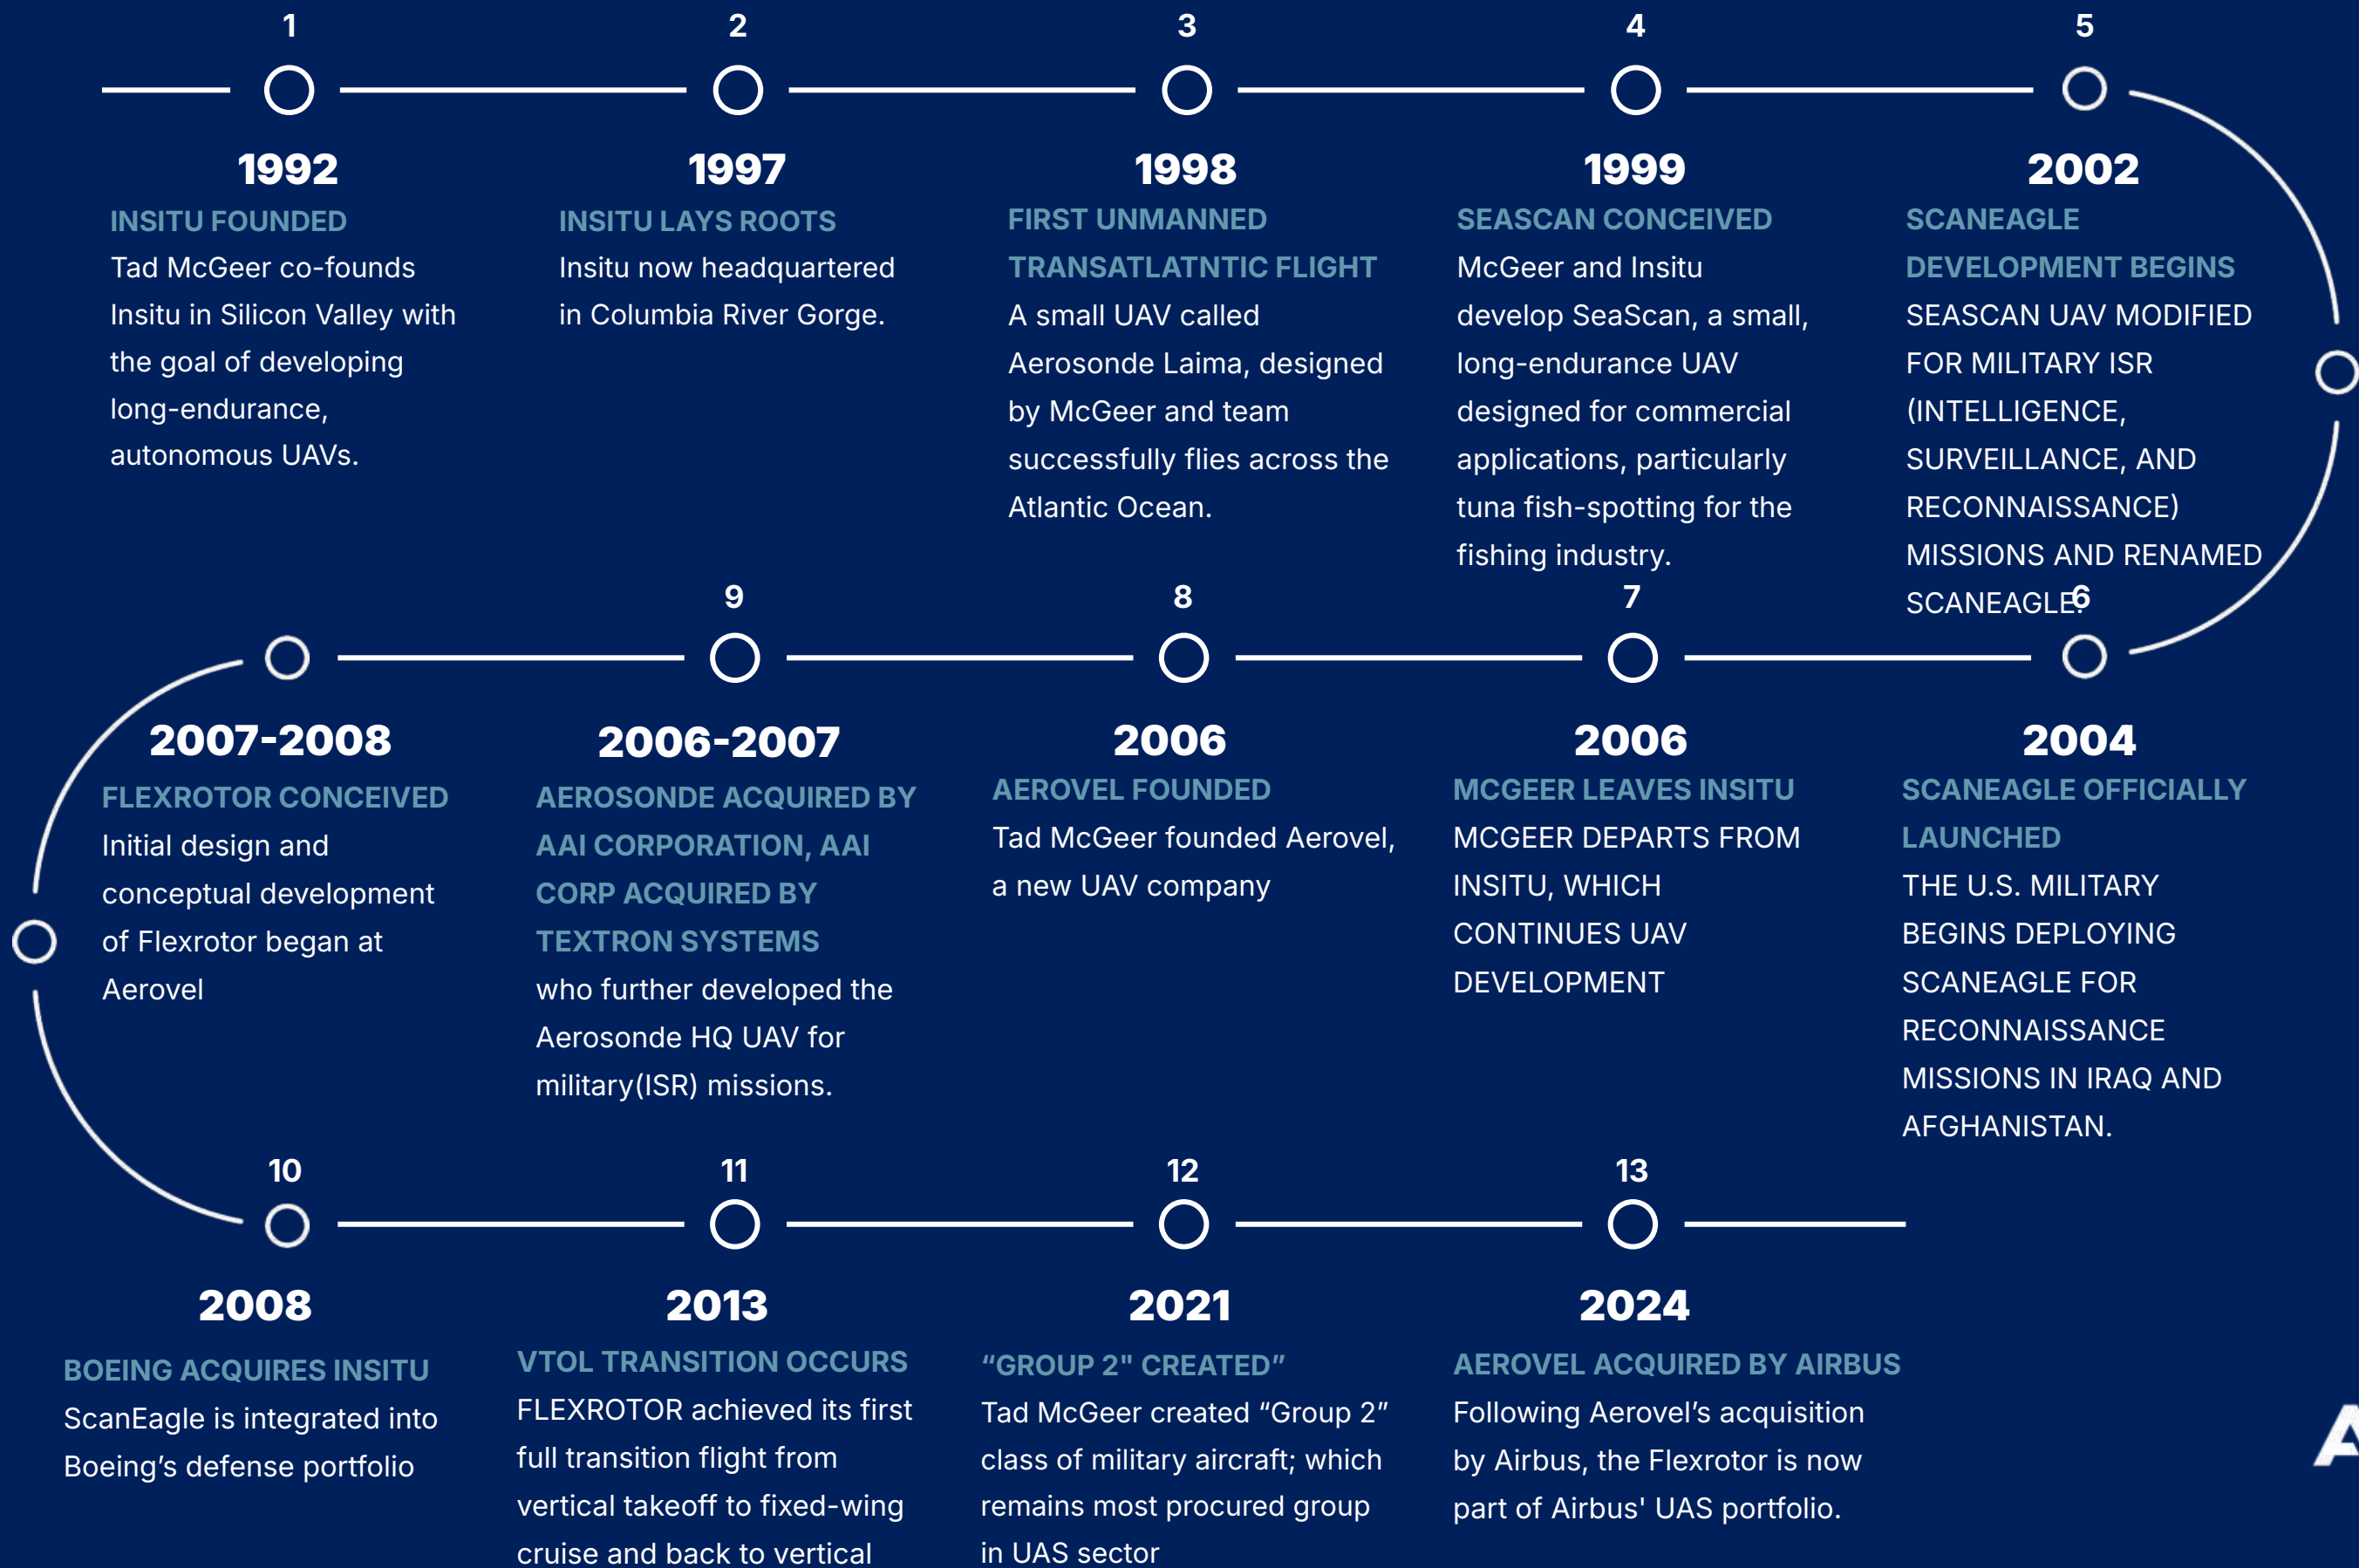 1
1992
INSITU FOUNDED
Tad McGeer co-founds
Insitu in Silicon Valley with
the goal of developing
long-endurance,
autonomous UAVs.
2
1997
INSITU LAYS ROOTS
Insitu now headquartered
in Columbia River Gorge.
3
1998
FIRST UNMANNED
TRANSATLATNTIC FLIGHT
A small UAV called
Aerosonde Laima, designed
by McGeer and team
successfully flies across the
Atlantic Ocean.
4
1999
SEASCAN CONCEIVED
McGeer and Insitu
develop SeaScan, a small,
long-endurance UAV
designed for commercial
applications, particularly
tuna fish-spotting for the
fishing industry.
5
2002
SCANEAGLE
DEVELOPMENT BEGINS
SEASCAN UAV MODIFIED
FOR MILITARY ISR
(INTELLIGENCE,
SURVEILLANCE, AND
RECONNAISSANCE)
MISSIONS AND RENAMED
SCANEAGLE.
6
2004
SCANEAGLE OFFICIALLY
LAUNCHED
THE U.S. MILITARY
BEGINS DEPLOYING
SCANEAGLE FOR
RECONNAISSANCE
MISSIONS IN IRAQ AND
AFGHANISTAN.
7
2006
MCGEER LEAVES INSITU
MCGEER DEPARTS FROM
INSITU, WHICH
CONTINUES UAV
DEVELOPMENT
8
2006
AEROVEL FOUNDED
Tad McGeer founded Aerovel,
a new UAV company
9
2006-2007
AEROSONDE ACQUIRED BY
AAI CORPORATION, AAI
CORP ACQUIRED BY
TEXTRON SYSTEMS
who further developed the
Aerosonde HQ UAV for
military(ISR) missions.
2007-2008
FLEXROTOR CONCEIVED
Initial design and
conceptual development
of Flexrotor began at
Aerovel
10
2008
BOEING ACQUIRES INSITU
ScanEagle is integrated into
Boeing’s defense portfolio
11
2013
VTOL TRANSITION OCCURS
FLEXROTOR achieved its first
full transition flight from
vertical takeoff to fixed-wing
cruise and back to vertical
12
2021
“GROUP 2" CREATED”
Tad McGeer created “Group 2”
class of military aircraft; which
remains most procured group
in UAS sector
13
2024
AEROVEL ACQUIRED BY AIRBUS
Following Aerovel’s acquisition
by Airbus, the Flexrotor is now
part of Airbus' UAS portfolio.